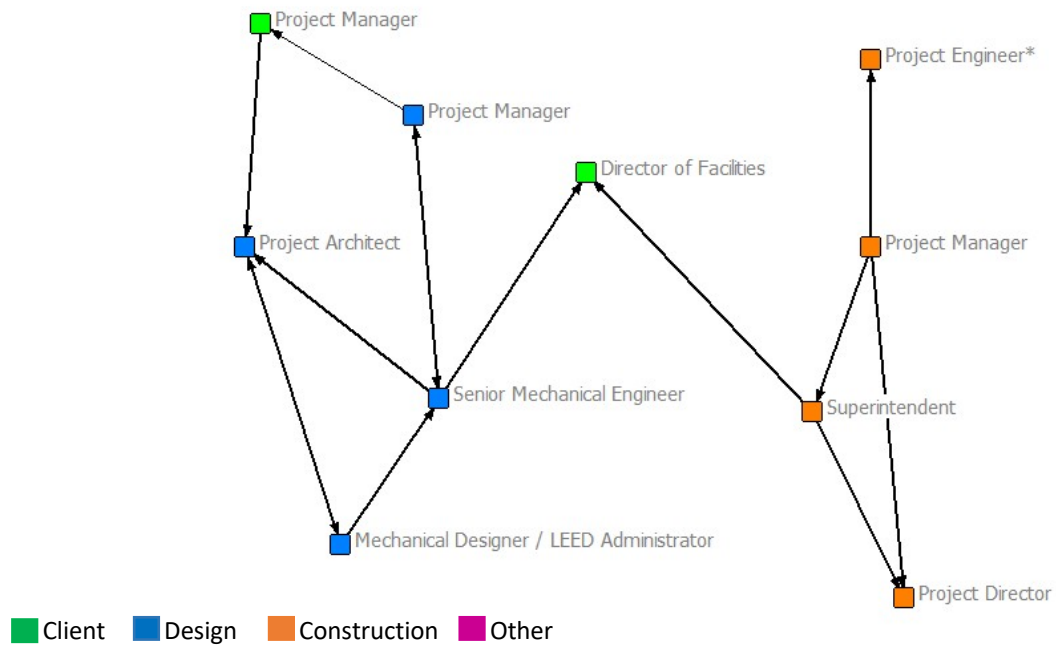 Project Manager
Project Engineer*
Project Manager
Director of Facilities
Project Architect
Project Manager
Senior Mechanical Engineer
Superintendent
Mechanical Designer / LEED Administrator
Project Director
Client Design Construction Other